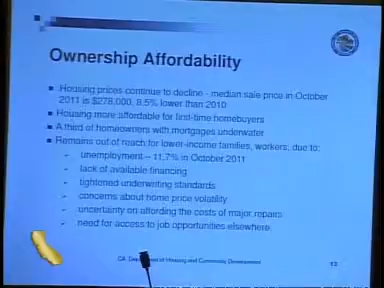 Ownership Affordability
Housing prices continue to decline - median sale price in October
2011 is $278,000, 8.5% lower than 2010
Housing more affordable for first-time homebuyers
A third of homeowners with mortgages underwater
Remains out of reach for lower-income families, workers, due to:
- unemployment – 11.7% in October 2011
- lack of available financing
- tightened underwriting standards
- concerns about home price volatility
- uncertainty on affording the costs of major repairs
- need for access to job opportunities elsewhere
CA of Housing and Community Development
13